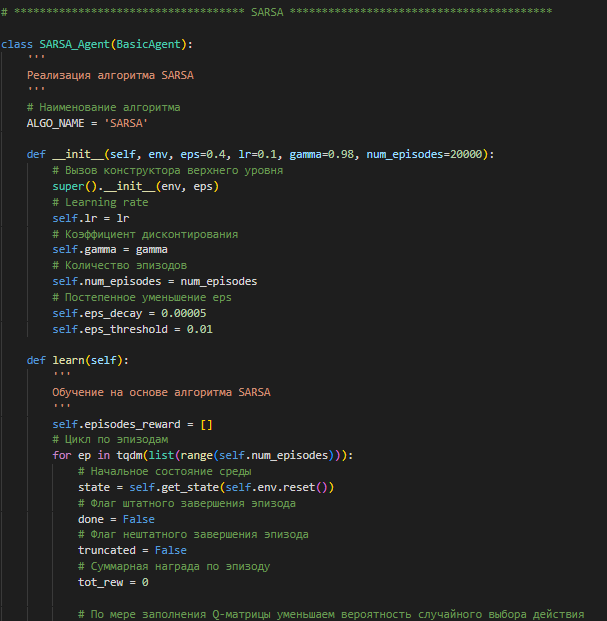 # ************************************ SARSA *****************************************
class SARSA_Agent(BasicAgent):
'''
Реализация алгоритма SARSA
'''
# Наименование алгоритма
ALGO_NAME = 'SARSA'
def __init__(self, env, eps=0.4, lr=0.1, gamma=0.98, num_episodes=20000):
# Вызов конструктора верхнего уровня
super().__init__(env, eps)
# Learning rate
self.lr = lr
# Коэффициент дисконтирования
self.gamma = gamma
# Количество эпизодов
self.num_episodes = num_episodes
# Постепенное уменьшение eps
self.eps_decay = 0.00005
self.eps_threshold = 0.01
def learn(self):
'''
Обучение на основе алгоритма SARSA
'''
self.episodes_reward = []
# Цикл по эпизодам
for ep in tqdm(list(range(self.num_episodes))):
# Начальное состояние среды
state = self.get_state(self.env.reset())
# Флаг штатного завершения эпизода
done = False
# Флаг нештатного завершения эпизода
truncated = False
# Суммарная награда по эпизоду
tot_rew = 0
# По мере заполнения Q-матрицы уменьшаем вероятность случайного выбора действия